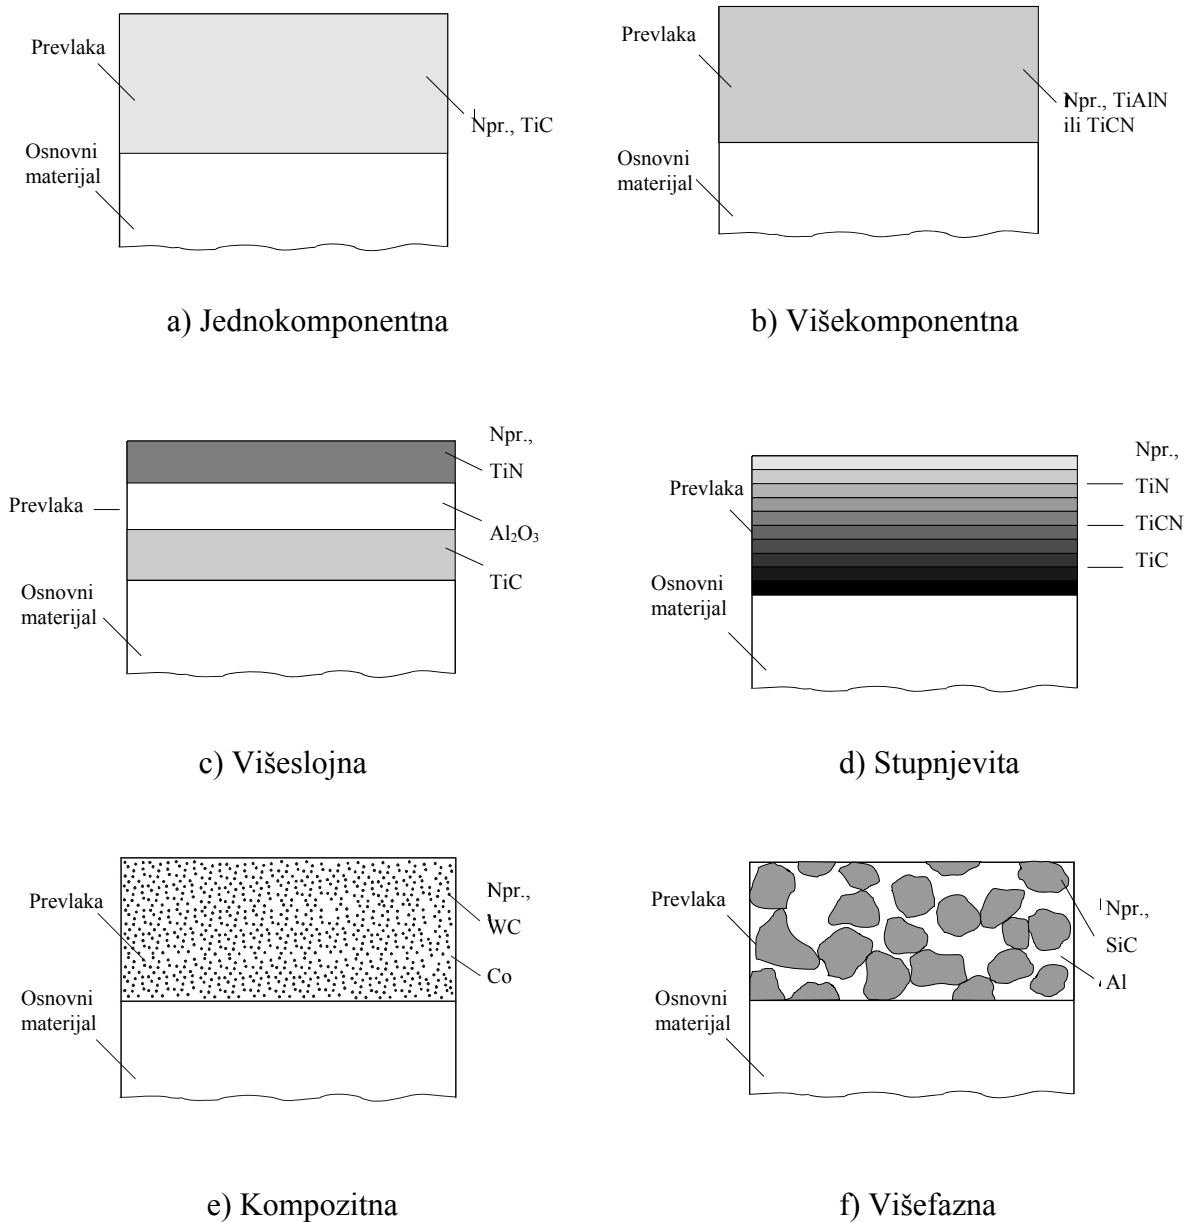 Prevlaka
Npr., TiC
Osnovni
materijal
a) Jednokomponentna
Prevlaka
Npr., TiAlN
ili TiCN
Osnovni
materijal
b) Višekomponentna
Npr.,
TiN
Prevlaka
Al₂O₃
TiC
Osnovni
materijal
c) Višeslojna
Npr.,
Prevlaka
TiN
TiCN
TiC
Osnovni
materijal
d) Stupnjevita
Npr.,
Prevlaka
WC
Co
Osnovni
materijal
e) Kompozitna
Prevlaka
Npr.,
SiC
Al
Osnovni
materijal
f) Višefazna